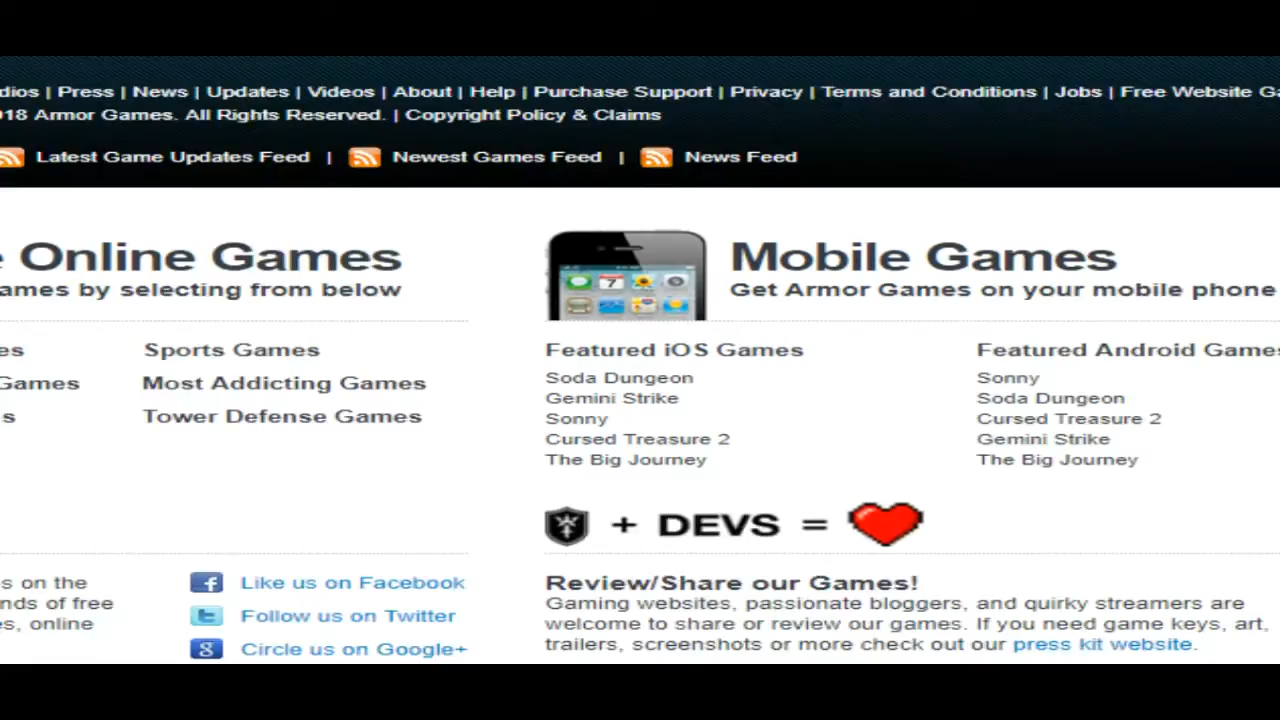 dios | Press | News | Updates | Videos | About | Help | Purchase Support | Privacy | Terms and Conditions | Jobs | Free Website Ga
018 Armor Games. All Rights Reserved. | Copyright Policy & Claims
Latest Game Updates Feed | Newest Games Feed | News Feed
e Online Games
ames by selecting from below
es Sports Games
Games Most Addicting Games
s Tower Defense Games
Mobile Games
Get Armor Games on your mobile phone
Featured iOS Games
Soda Dungeon
Gemini Strike
Sonny
Cursed Treasure 2
The Big Journey
Featured Android Games
Sonny
Soda Dungeon
Cursed Treasure 2
Gemini Strike
The Big Journey
+ DEVS =
s on the
nds of free
es, online
Like us on Facebook
Follow us on Twitter
Circle us on Google+
Review/Share our Games!
Gaming websites, passionate bloggers, and quirky streamers are
welcome to share or review our games. If you need game keys, art,
trailers, screenshots or more check out our press kit website.